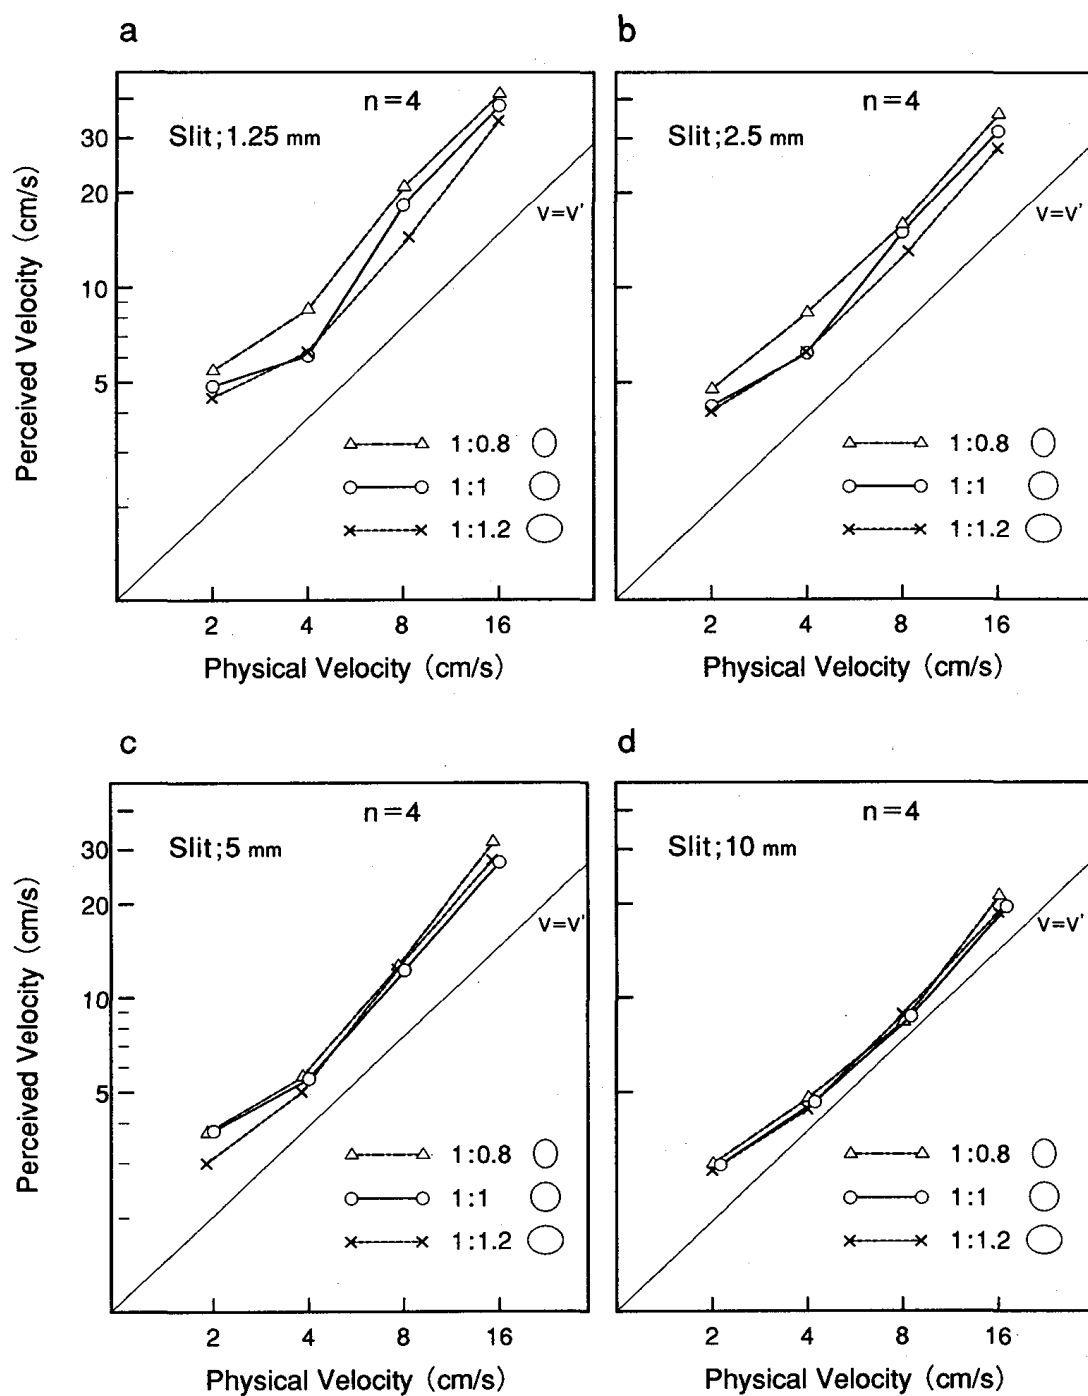 a
n=4
Slit;1.25 mm
30
20
10
5
v=v'
1:0.8
1:1
1:1.2
2 4 8 16
Physical Velocity (cm/s)
Perceived Velocity (cm/s)
b
n=4
Slit;2.5 mm
v=v'
1:0.8
1:1
1:1.2
2 4 8 16
Physical Velocity (cm/s)
c
n=4
Slit;5 mm
30
20
10
5
v=v'
1:0.8
1:1
1:1.2
2 4 8 16
Physical Velocity (cm/s)
Perceived Velocity (cm/s)
d
n=4
Slit;10 mm
v=v'
1:0.8
1:1
1:1.2
2 4 8 16
Physical Velocity (cm/s)